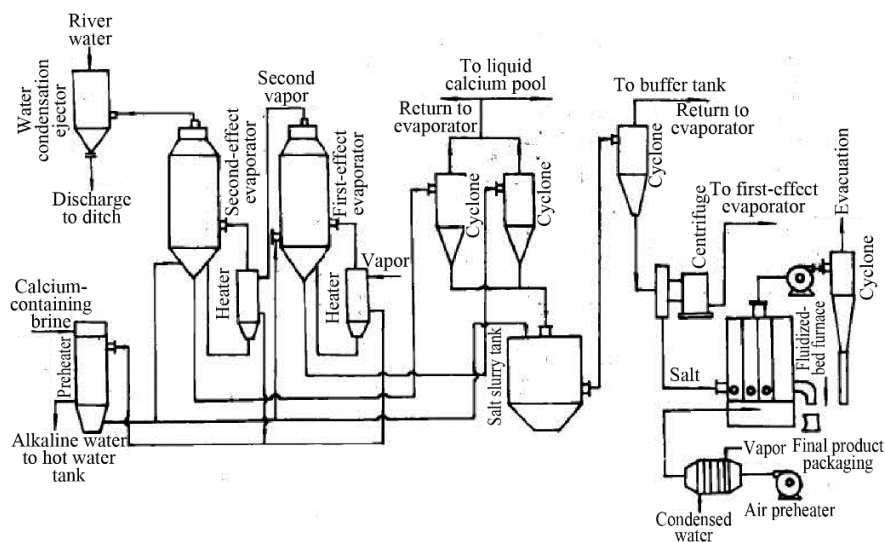 River
water
Water
condensation
ejector
Discharge
to ditch
Second-effect
evaporator
Second
vapor
First-effect
evaporator
Heater
Heater
Vapor
Calcium-
containing
brine
Preheater
Alkaline water
to hot water
tank
To liquid
calcium pool
Return to
evaporator
Cyclone
Cyclone
Salt slurry tank
To buffer tank
Return to
evaporator
Cyclone
Centrifuge
To first-effect
evaporator
Evacuation
Cyclone
Fluidized-
bed furnace
Salt
Vapor
Final product
packaging
Air preheater
Condensed
water